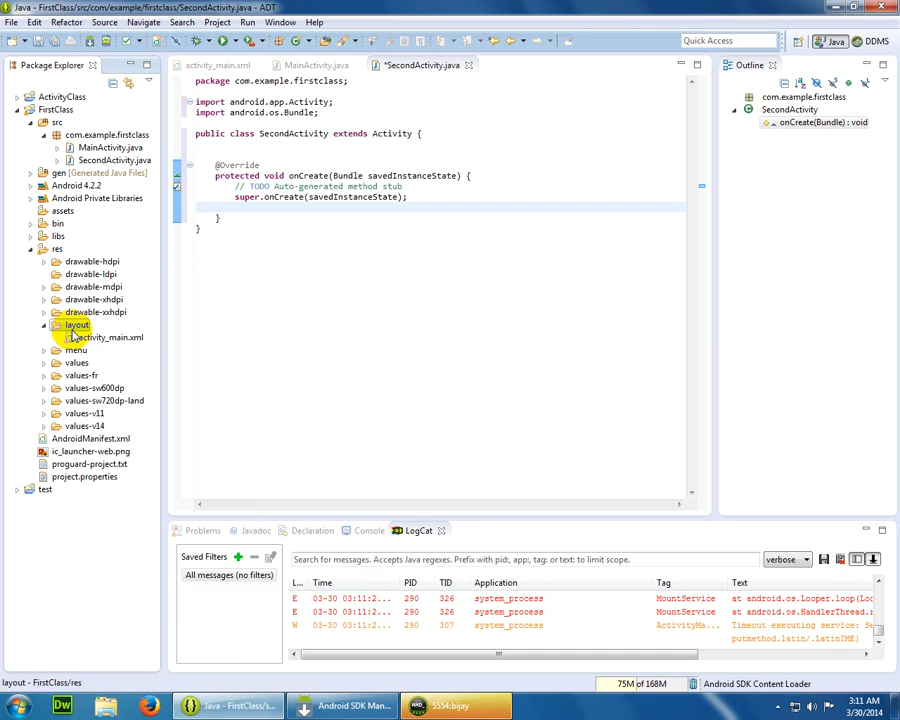 Java - FirstClass/src/com/example/firstclass/SecondActivity.java - ADT
File Edit Refactor Source Navigate Search Project Run Window Help
Quick Access
Java
DDMS
Package Explorer
ActivityClass
FirstClass
src
com.example.firstclass
MainActivity.java
SecondActivity.java
gen [Generated Java Files]
Android 4.2.2
Android Private Libraries
assets
bin
libs
res
drawable-hdpi
drawable-ldpi
drawable-mdpi
drawable-xhdpi
drawable-xxhdpi
layout
activity_main.xml
menu
values
values-fr
values-sw600dp
values-sw720dp-land
values-v11
values-v14
AndroidManifest.xml
ic_launcher-web.png
proguard-project.txt
project.properties
test
activity_main.xml MainActivity.java *SecondActivity.java
package com.example.firstclass;
import android.app.Activity;
import android.os.Bundle;
public class SecondActivity extends Activity {
@Override
protected void onCreate(Bundle savedInstanceState) {
// TODO Auto-generated method stub
super.onCreate(savedInstanceState);
}
}
Outline
com.example.firstclass
SecondActivity
onCreate(Bundle) : void
Problems Javadoc Declaration Console LogCat
Saved Filters
All messages (no filters)
Search for messages. Accepts Java regexes. Prefix with pid:, app:, tag: or text: to limit scope.
verbose
L... Time PID TID Application Tag Text
E 03-30 03:11:2... 290 326 system_process MountService at android.os.Looper.loop(Loo
E 03-30 03:11:2... 290 326 system_process MountService at android.os.HandlerThread.r
W 03-30 03:11:2... 290 307 system_process ActivityMa... Timeout executing service: Se
putmethod.latin/.LatinIME}
layout - FirstClass/res
75M of 168M
Android SDK Content Loader
Dw
Java - FirstClass/s...
Android SDK Man...
5554:bijay
3:11 AM
3/30/2014